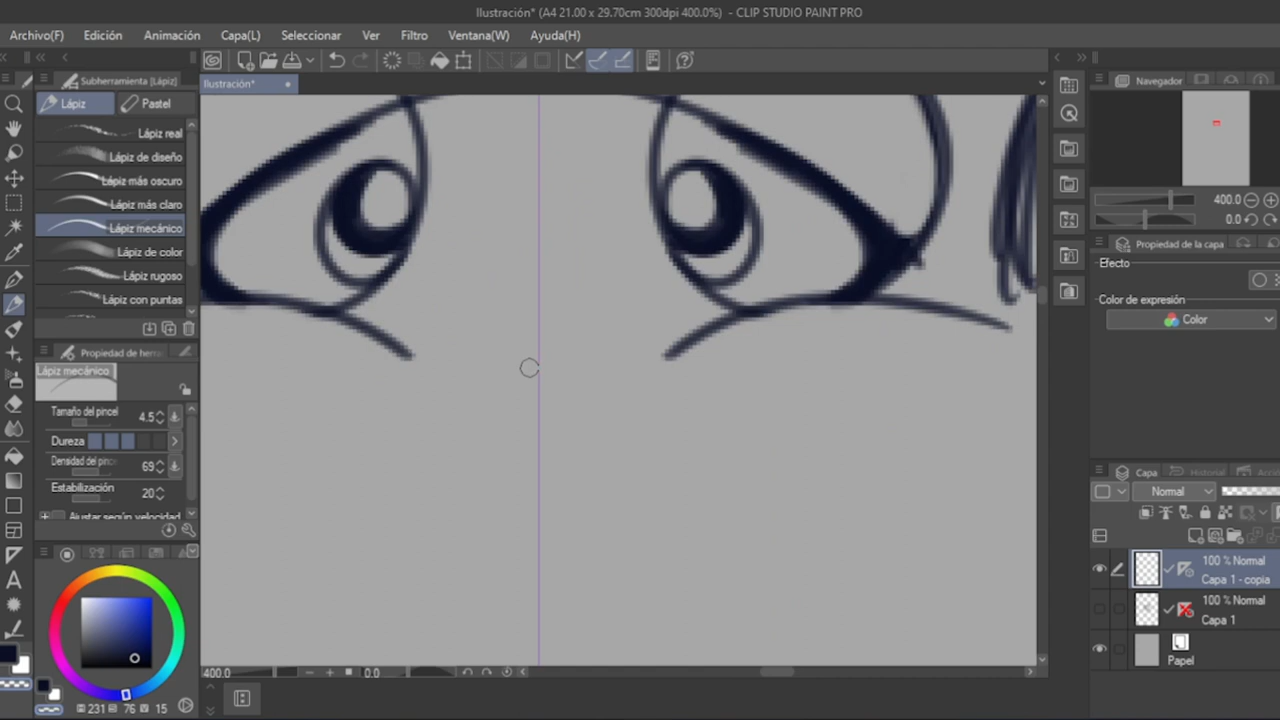 Ilustración* (A4 21.00 x 29.70cm 300dpi 400.0%) - CLIP STUDIO PAINT PRO
Archivo(F) Edición Animación Capa(L) Seleccionar Ver Filtro Ventana(W) Ayuda(H)
Subherramienta [Lápiz]
Ilustración*
Navegador
Lápiz Pastel
Lápiz real
Lápiz de diseño
Lápiz más oscuro
Lápiz más claro
Lápiz mecánico
Lápiz de color
Lápiz rugoso
Lápiz con puntas
400.0
0.0
Propiedad de la capa
Efecto
Color de expresión
Color
Propiedad de herra
Lápiz mecánico
Tamaño del pincel 4.5
Dureza
Densidad del pinc 69
Estabilización 20
Ajustar según velocidad
Capa Historial Acci
Normal
100 % Normal
Capa 1 - copia
100 % Normal
Capa 1
Papel
400.0 0.0
231 76 15